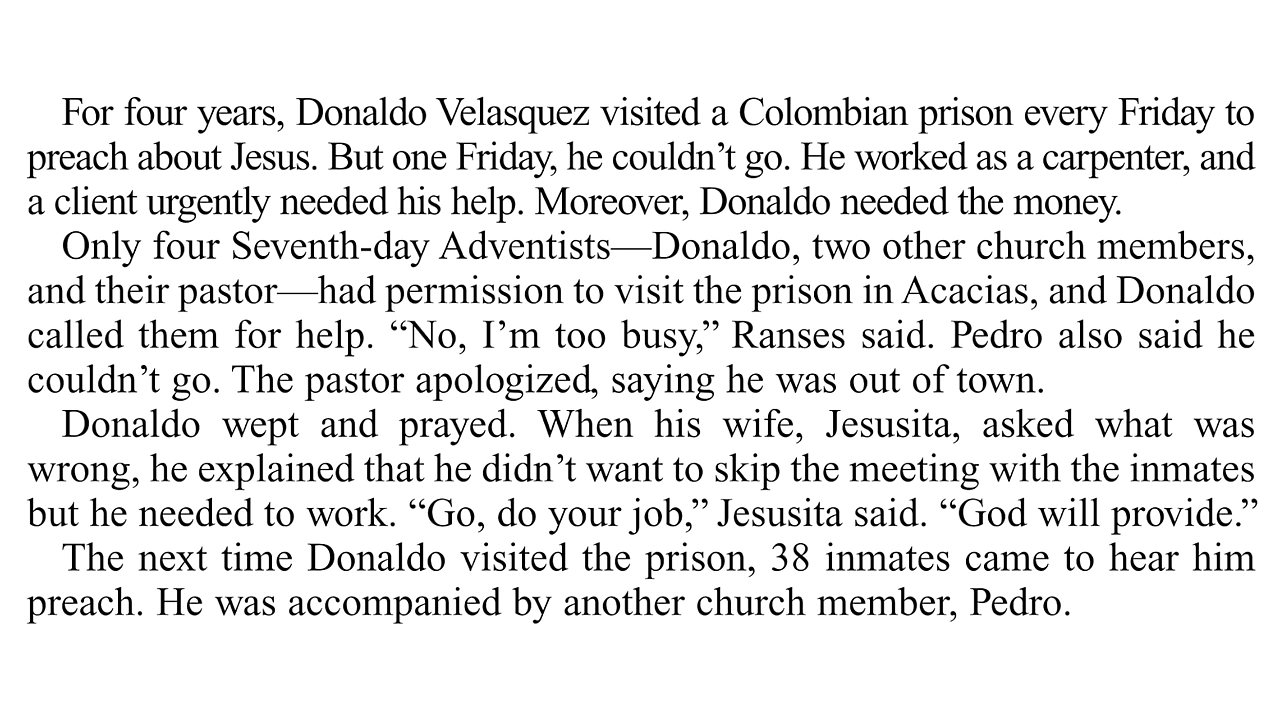 For four years, Donaldo Velasquez visited a Colombian prison every Friday to
preach about Jesus. But one Friday, he couldn’t go. He worked as a carpenter, and
a client urgently needed his help. Moreover, Donaldo needed the money.
Only four Seventh-day Adventists—Donaldo, two other church members,
and their pastor—had permission to visit the prison in Acacias, and Donaldo
called them for help. “No, I’m too busy,” Ranses said. Pedro also said he
couldn’t go. The pastor apologized, saying he was out of town.
Donaldo wept and prayed. When his wife, Jesusita, asked what was
wrong, he explained that he didn’t want to skip the meeting with the inmates
but he needed to work. “Go, do your job,” Jesusita said. “God will provide.”
The next time Donaldo visited the prison, 38 inmates came to hear him
preach. He was accompanied by another church member, Pedro.